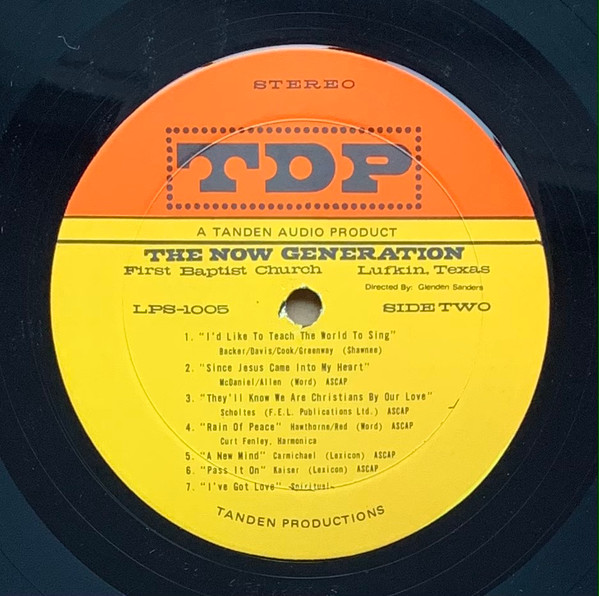 STEREO
TDP
A TANDEN AUDIO PRODUCT
THE NOW GENERATION
First Baptist Church Lufkin, Texas
Directed By: Glenden Sanders
LPS-1005 SIDE TWO
1. "I'd Like To Teach The World To Sing"
Backer/Davis/Cook/Greenway (Shawnee)
2. "Since Jesus Came Into My Heart"
McDaniel/Allen (Word) ASCAP
3. "They'll Know We Are Christians By Our Love"
Scholtes (F.E.L. Publications Ltd.) ASCAP
4. "Rain Of Peace" Hawthorne/Red (Word) ASCAP
Curt Fenley, Harmonica
5. "A New Mind" Carmichael (Lexicon) ASCAP
6. "Pass It On" Kaiser (Lexicon) ASCAP
7. "I've Got Love" Spiritual
TANDEN PRODUCTIONS